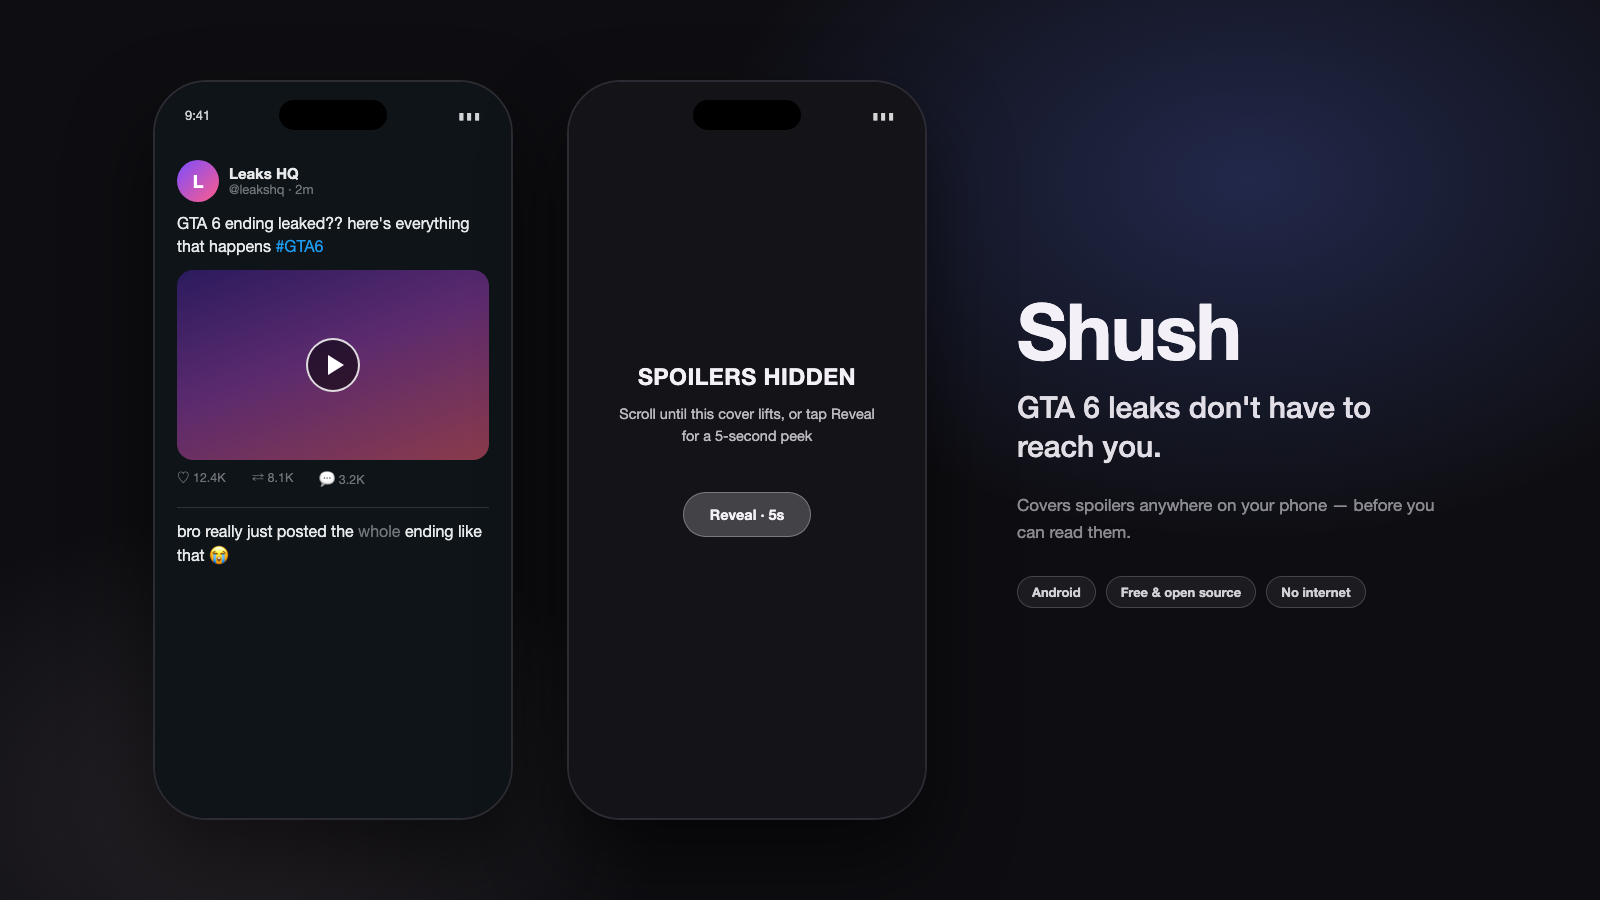 9:41
L
Leaks HQ
@leakshq · 2m
GTA 6 ending leaked?? here's everything
that happens #GTA6
♡ 12.4K ⇄ 8.1K 💬 3.2K
bro really just posted the whole ending like
that 😭
SPOILERS HIDDEN
Scroll until this cover lifts, or tap Reveal
for a 5-second peek
Reveal · 5s
Shush
GTA 6 leaks don't have to
reach you.
Covers spoilers anywhere on your phone — before you
can read them.
Android
Free & open source
No internet